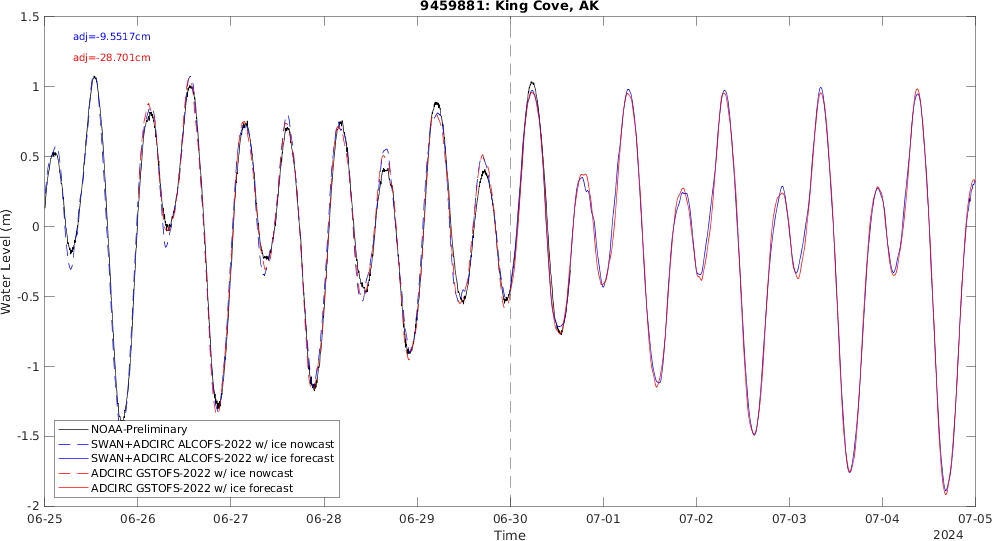 9459881: King Cove, AK
adj=-9.5517cm
adj=-28.701cm
Water Level (m)
1.5
1
0.5
0
-0.5
-1
-1.5
-2
NOAA-Preliminary
SWAN+ADCIRC ALCOFS-2022 w/ ice nowcast
SWAN+ADCIRC ALCOFS-2022 w/ ice forecast
ADCIRC GSTOFS-2022 w/ ice nowcast
ADCIRC GSTOFS-2022 w/ ice forecast
06-25 06-26 06-27 06-28 06-29 06-30 07-01 07-02 07-03 07-04 07-05
Time
2024